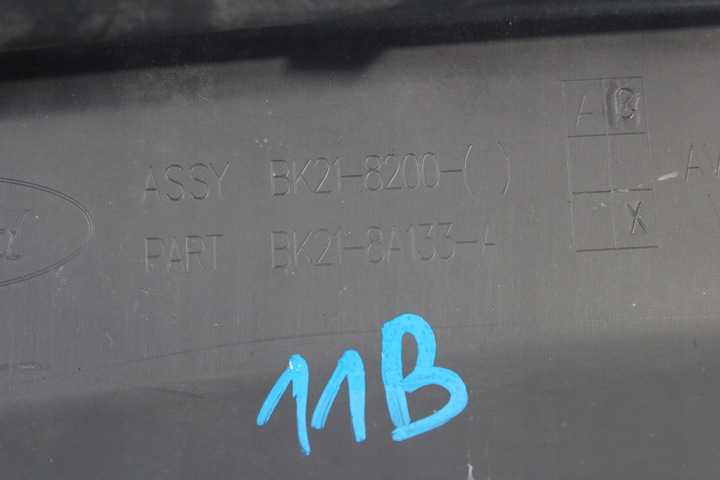 A C
ASSY BK21-8200-( )
PART BK21-8A133-A
X
11B